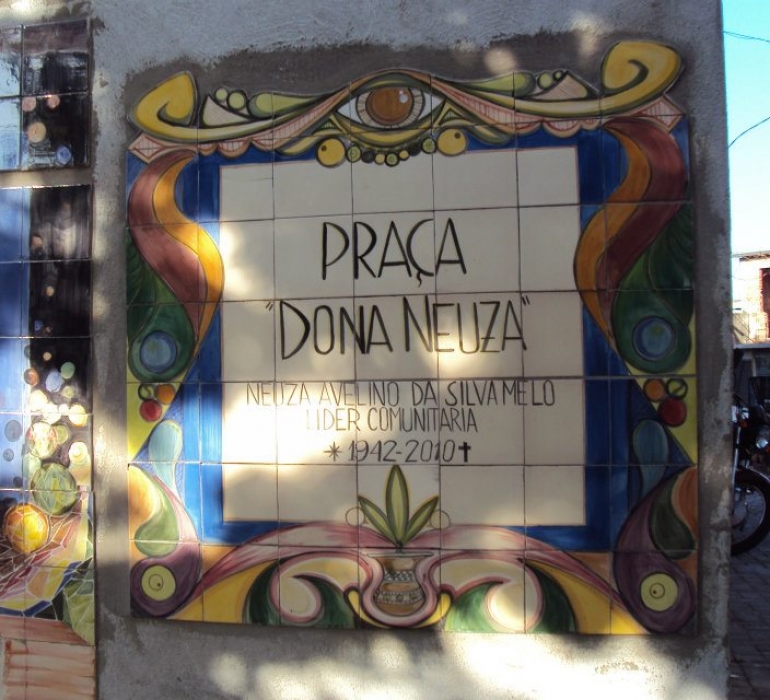 PRAÇA
"DONA NEUZA"
NEUZA AVELINO DA SILVA MELO
LIDER COMUNITARIA
✳ 1942-2010 ✝